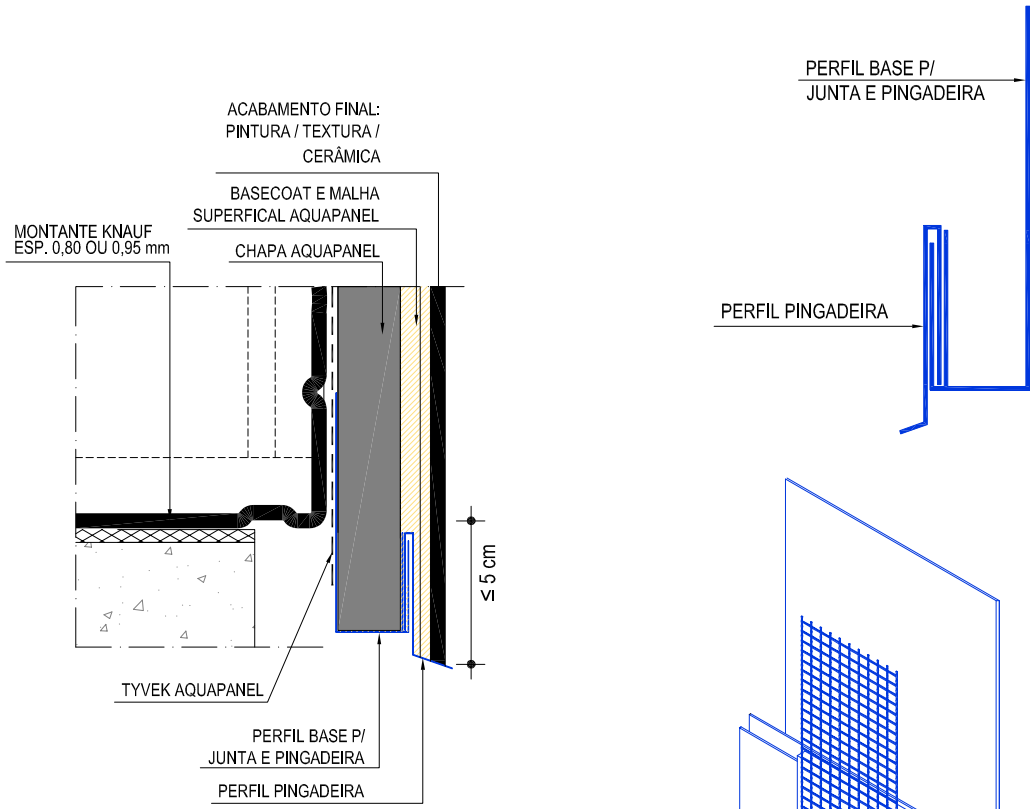 ACABAMENTO FINAL:
PINTURA / TEXTURA /
CERÂMICA
BASECOAT E MALHA
SUPERFICAL AQUAPANEL
MONTANTE KNAUF
ESP. 0,80 OU 0,95 mm
CHAPA AQUAPANEL
≤ 5 cm
TYVEK AQUAPANEL
PERFIL BASE P/
JUNTA E PINGADEIRA
PERFIL PINGADEIRA
PERFIL BASE P/
JUNTA E PINGADEIRA
PERFIL PINGADEIRA